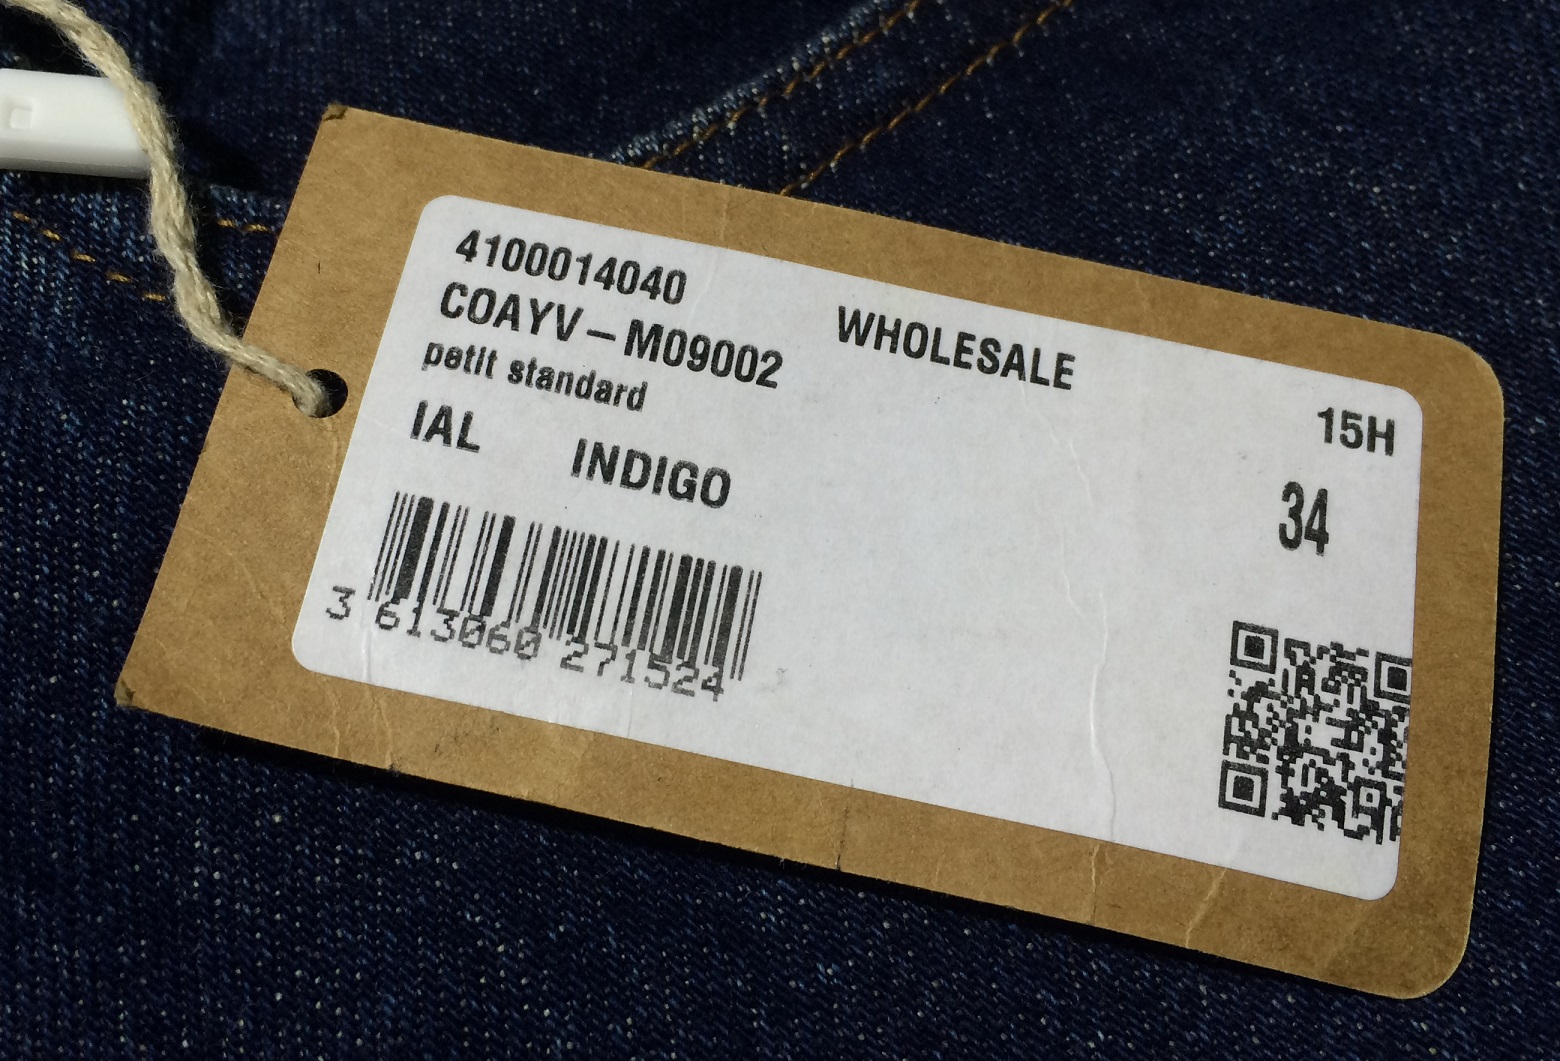 4100014040
COAYV-M09002 WHOLESALE
petit standard
15H
IAL INDIGO
34
3 613060 271524